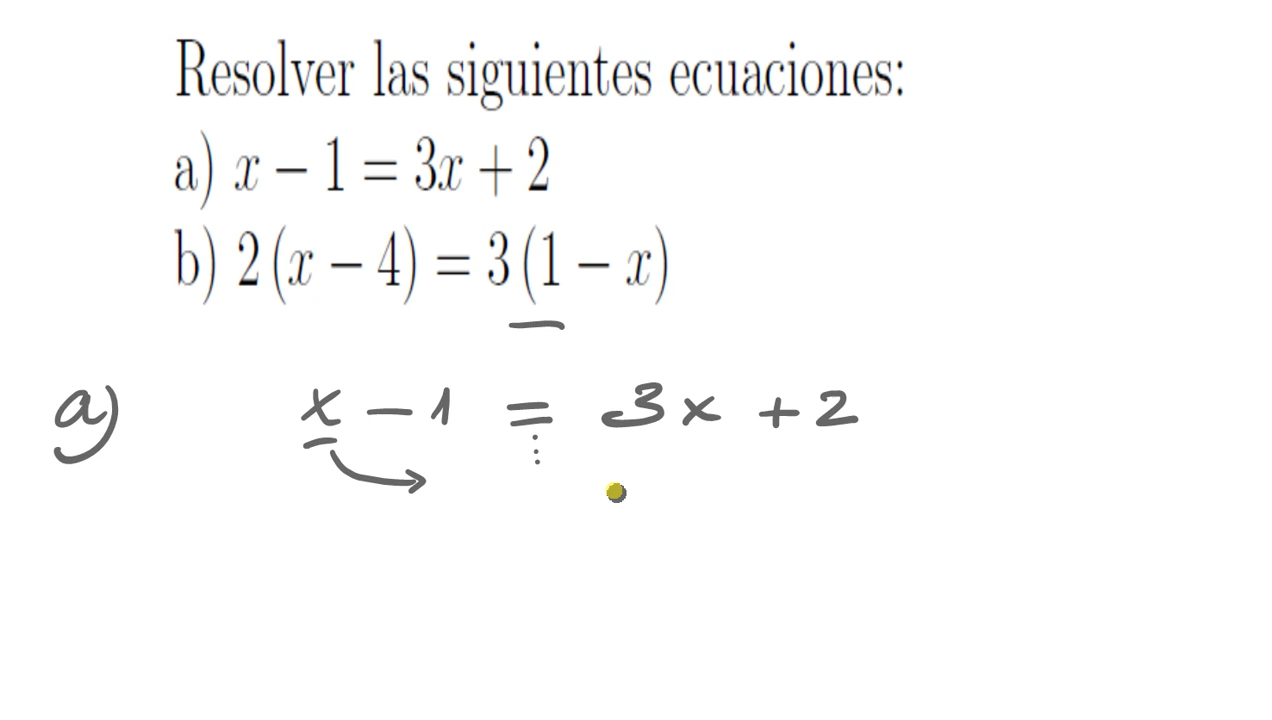 Resolver las siguientes ecuaciones:
a) x − 1 = 3x + 2
b) 2 (x − 4) = 3 (1 − x)
a) x − 1 = 3x + 2